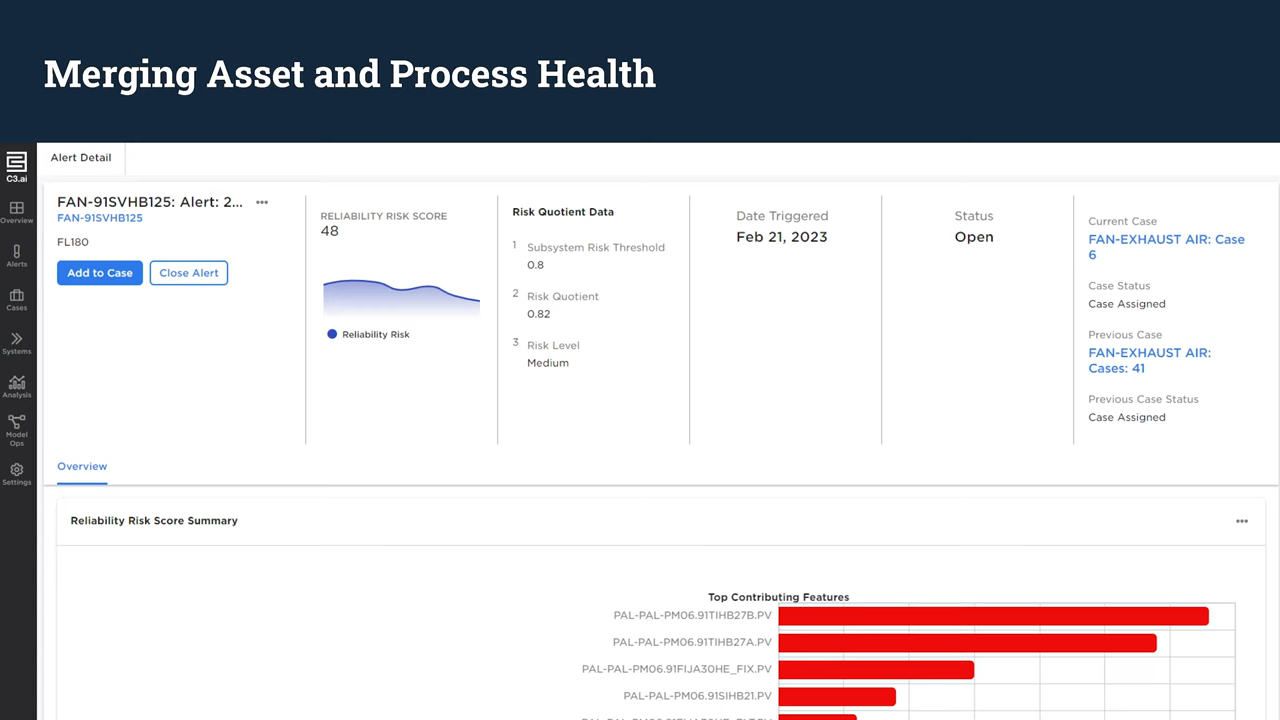 Merging Asset and Process Health
C3.ai
Overview
Alerts
Cases
Systems
Analysis
Model
Ops
Settings
Alert Detail
FAN-91SVHB125: Alert: 2... •••
FAN-91SVHB125
FL180
Add to Case
Close Alert
RELIABILITY RISK SCORE
48
Reliability Risk
Risk Quotient Data
1 Subsystem Risk Threshold
0.8
2 Risk Quotient
0.82
3 Risk Level
Medium
Date Triggered
Feb 21, 2023
Status
Open
Current Case
FAN-EXHAUST AIR: Case
6
Case Status
Case Assigned
Previous Case
FAN-EXHAUST AIR:
Cases: 41
Previous Case Status
Case Assigned
Overview
Reliability Risk Score Summary •••
Top Contributing Features
PAL-PAL-PM06.91TIHB27B.PV
PAL-PAL-PM06.91TIHB27A.PV
PAL-PAL-PM06.91FIJA30HE_FIX.PV
PAL-PAL-PM06.91SIHB21.PV